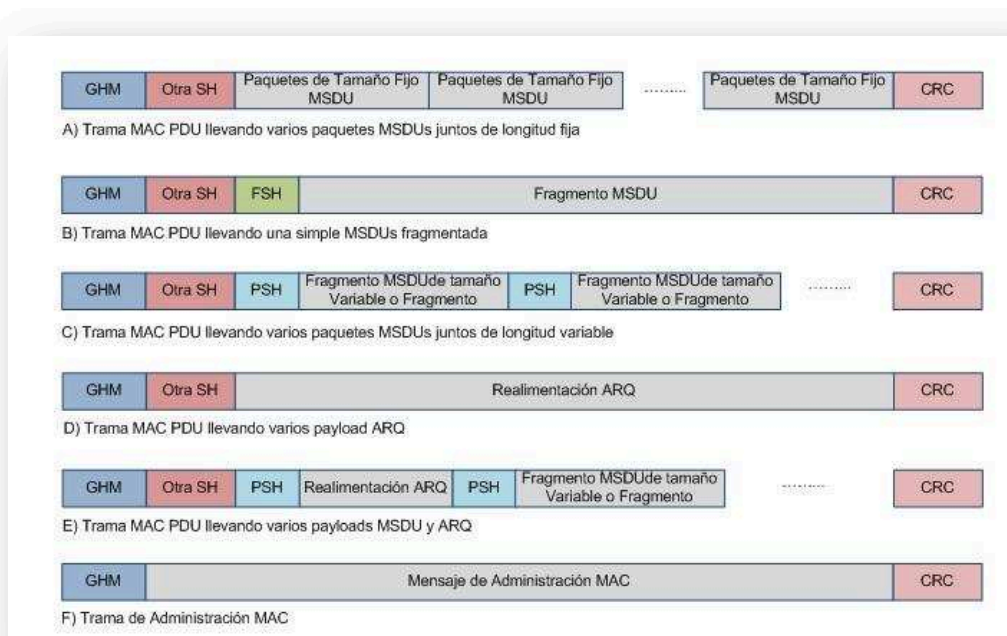 GHM Otra SH Paquetes de Tamaño Fijo MSDU Paquetes de Tamaño Fijo MSDU ......... Paquetes de Tamaño Fijo MSDU CRC
A) Trama MAC PDU llevando varios paquetes MSDUs juntos de longitud fija
GHM Otra SH FSH Fragmento MSDU CRC
B) Trama MAC PDU llevando una simple MSDUs fragmentada
GHM Otra SH PSH Fragmento MSDUde tamaño Variable o Fragmento PSH Fragmento MSDUde tamaño Variable o Fragmento ......... CRC
C) Trama MAC PDU llevando varios paquetes MSDUs juntos de longitud variable
GHM Otra SH Realimentación ARQ CRC
D) Trama MAC PDU llevando varios payload ARQ
GHM Otra SH PSH Realimentación ARQ PSH Fragmento MSDUde tamaño Variable o Fragmento ......... CRC
E) Trama MAC PDU llevando varios payloads MSDU y ARQ
GHM Mensaje de Administración MAC CRC
F) Trama de Administración MAC